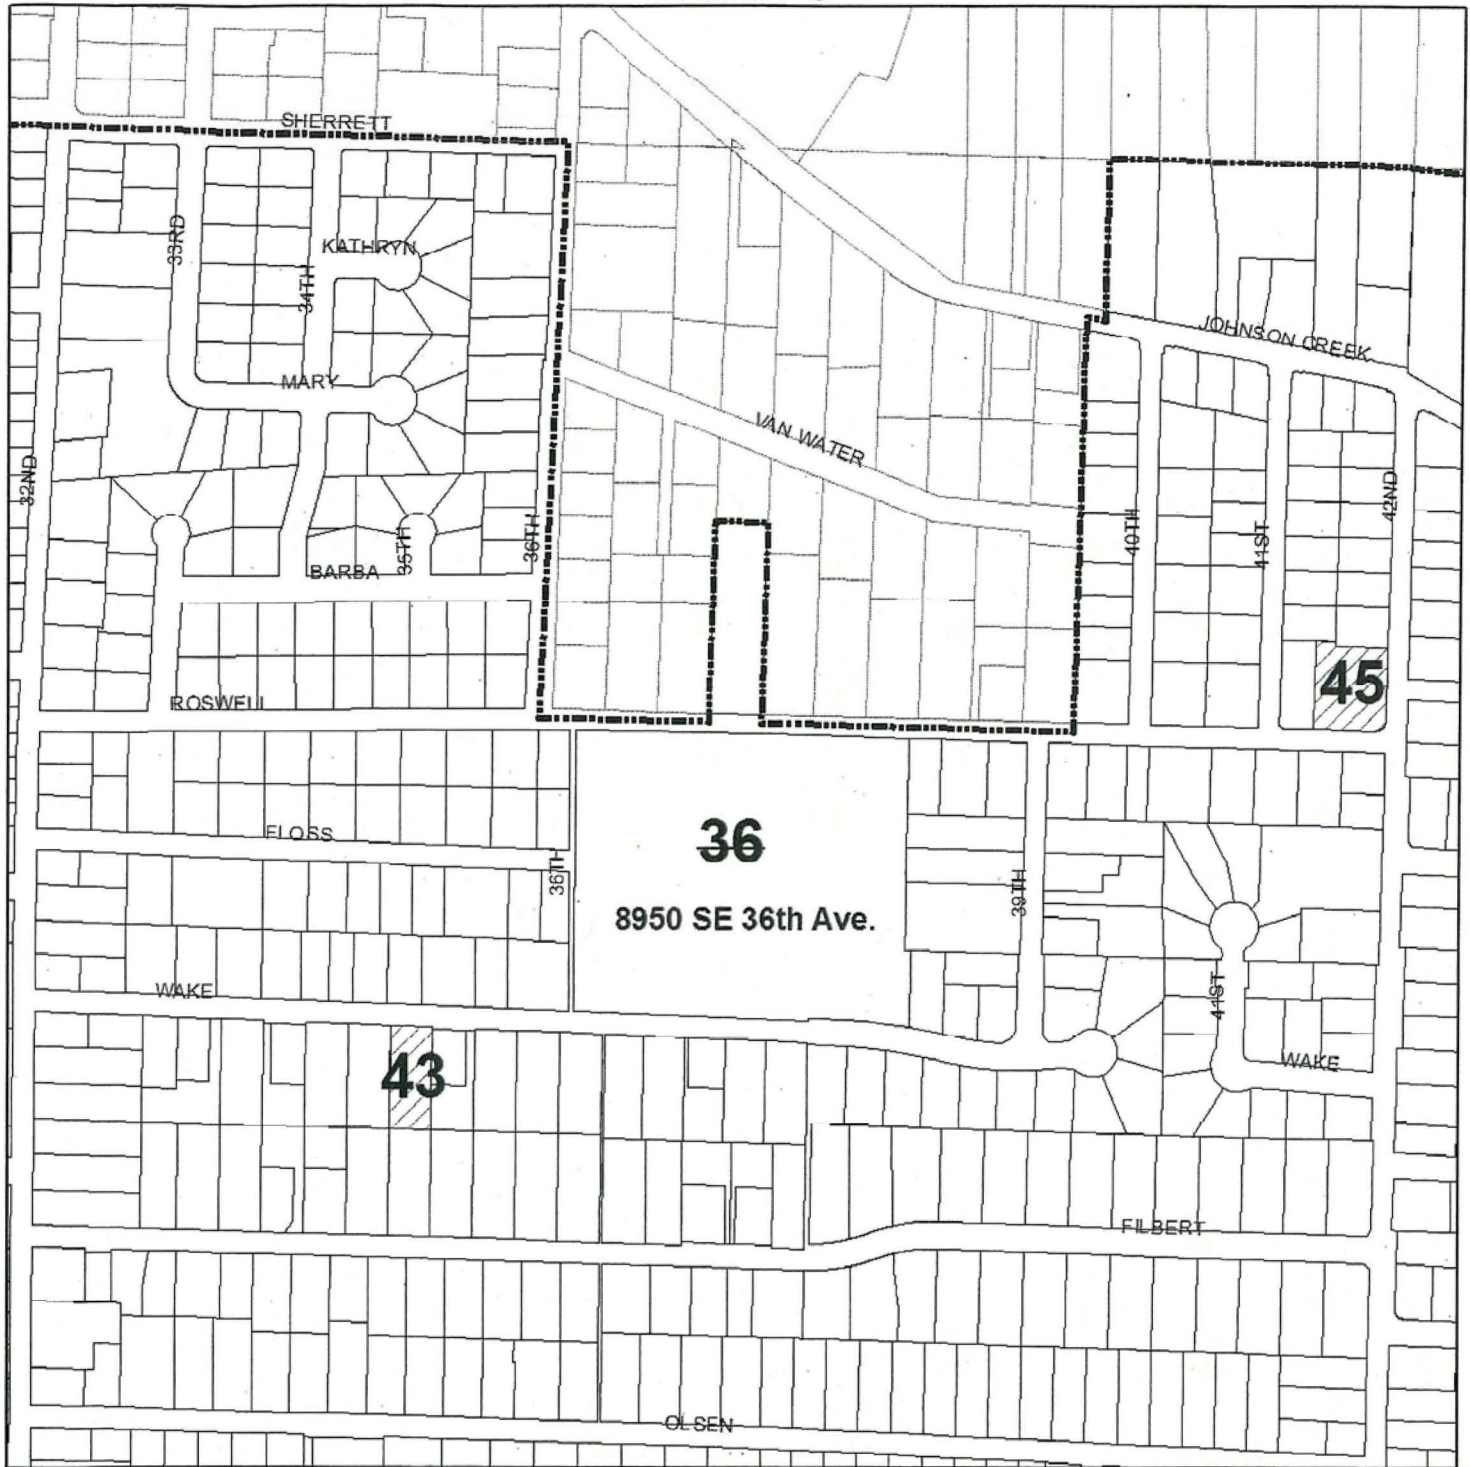 SHERRETT
33RD
KATHRYN
34TH
JOHNSON CREEK
MARY
VAN WATER
32ND
42ND
36TH
40TH
41ST
35TH
BARBA
45
ROSWELL
FLOSS
36
36TH
39TH
8950 SE 36th Ave.
WAKE
41ST
43
WAKE
FILBERT
OLSEN